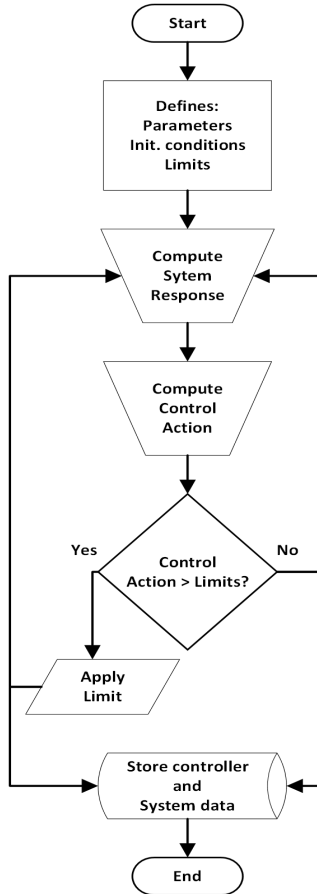 Start
Defines:
Parameters
Init. conditions
Limits
Compute
Sytem
Response
Compute
Control
Action
Yes
No
Control
Action > Limits?
Apply
Limit
Store controller
and
System data
End